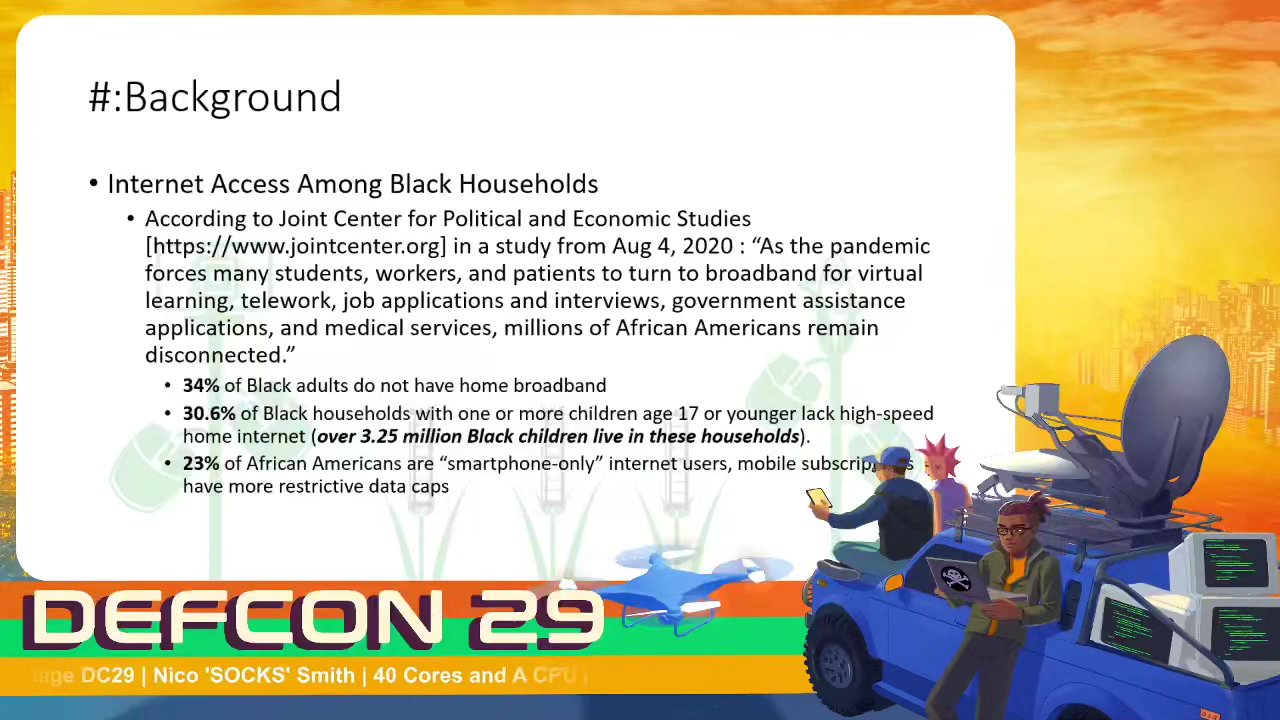 #:Background
• Internet Access Among Black Households
• According to Joint Center for Political and Economic Studies
[https://www.jointcenter.org] in a study from Aug 4, 2020 : “As the pandemic
forces many students, workers, and patients to turn to broadband for virtual
learning, telework, job applications and interviews, government assistance
applications, and medical services, millions of African Americans remain
disconnected.”
• 34% of Black adults do not have home broadband
• 30.6% of Black households with one or more children age 17 or younger lack high-speed
home internet (over 3.25 million Black children live in these households).
• 23% of African Americans are “smartphone-only” internet users, mobile
have more restrictive data caps
DEFCON 29
DC29 | Nico 'SOCKS' Smith | 40 Cores and A CPU |